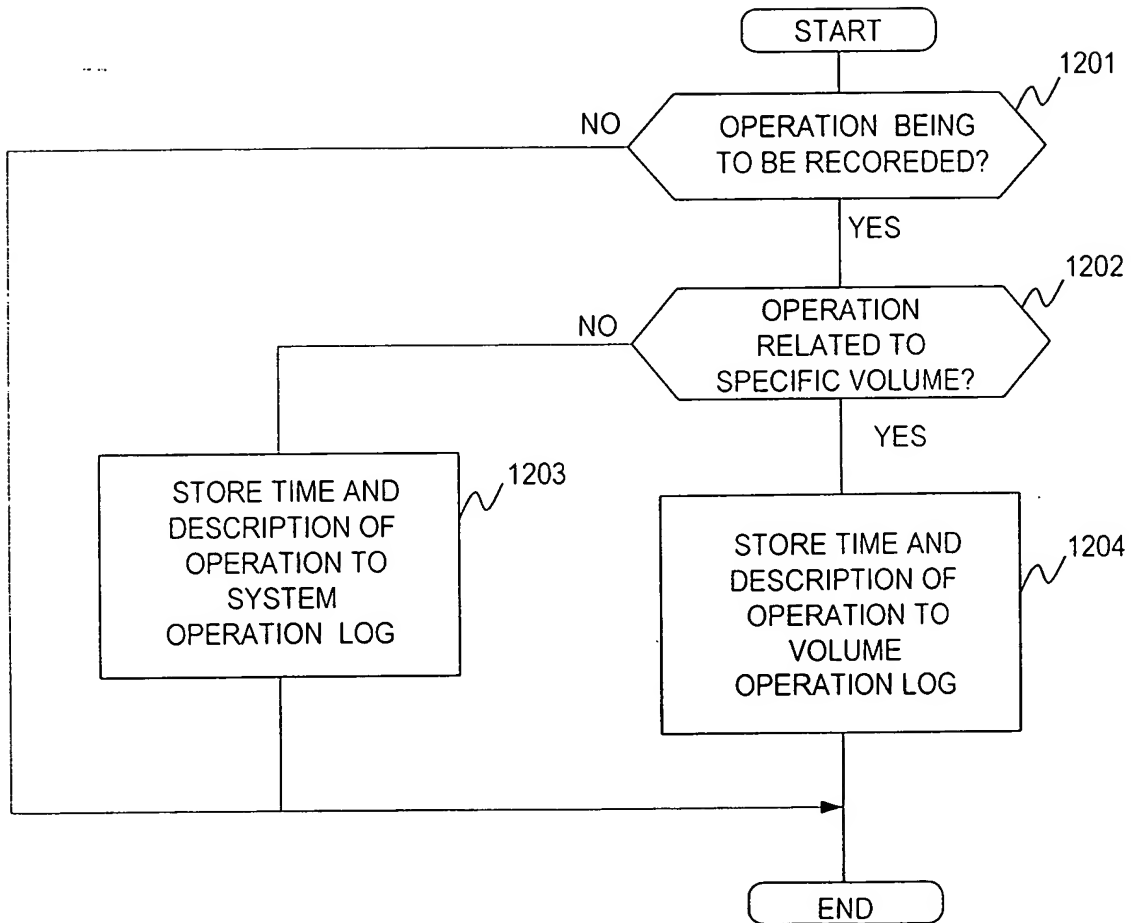 START
1201
NO
OPERATION BEING
TO BE RECOREDED?
YES
1202
NO
OPERATION
RELATED TO
SPECIFIC VOLUME?
YES
1203
STORE TIME AND
DESCRIPTION OF
OPERATION TO
SYSTEM
OPERATION LOG
1204
STORE TIME AND
DESCRIPTION OF
OPERATION TO
VOLUME
OPERATION LOG
END